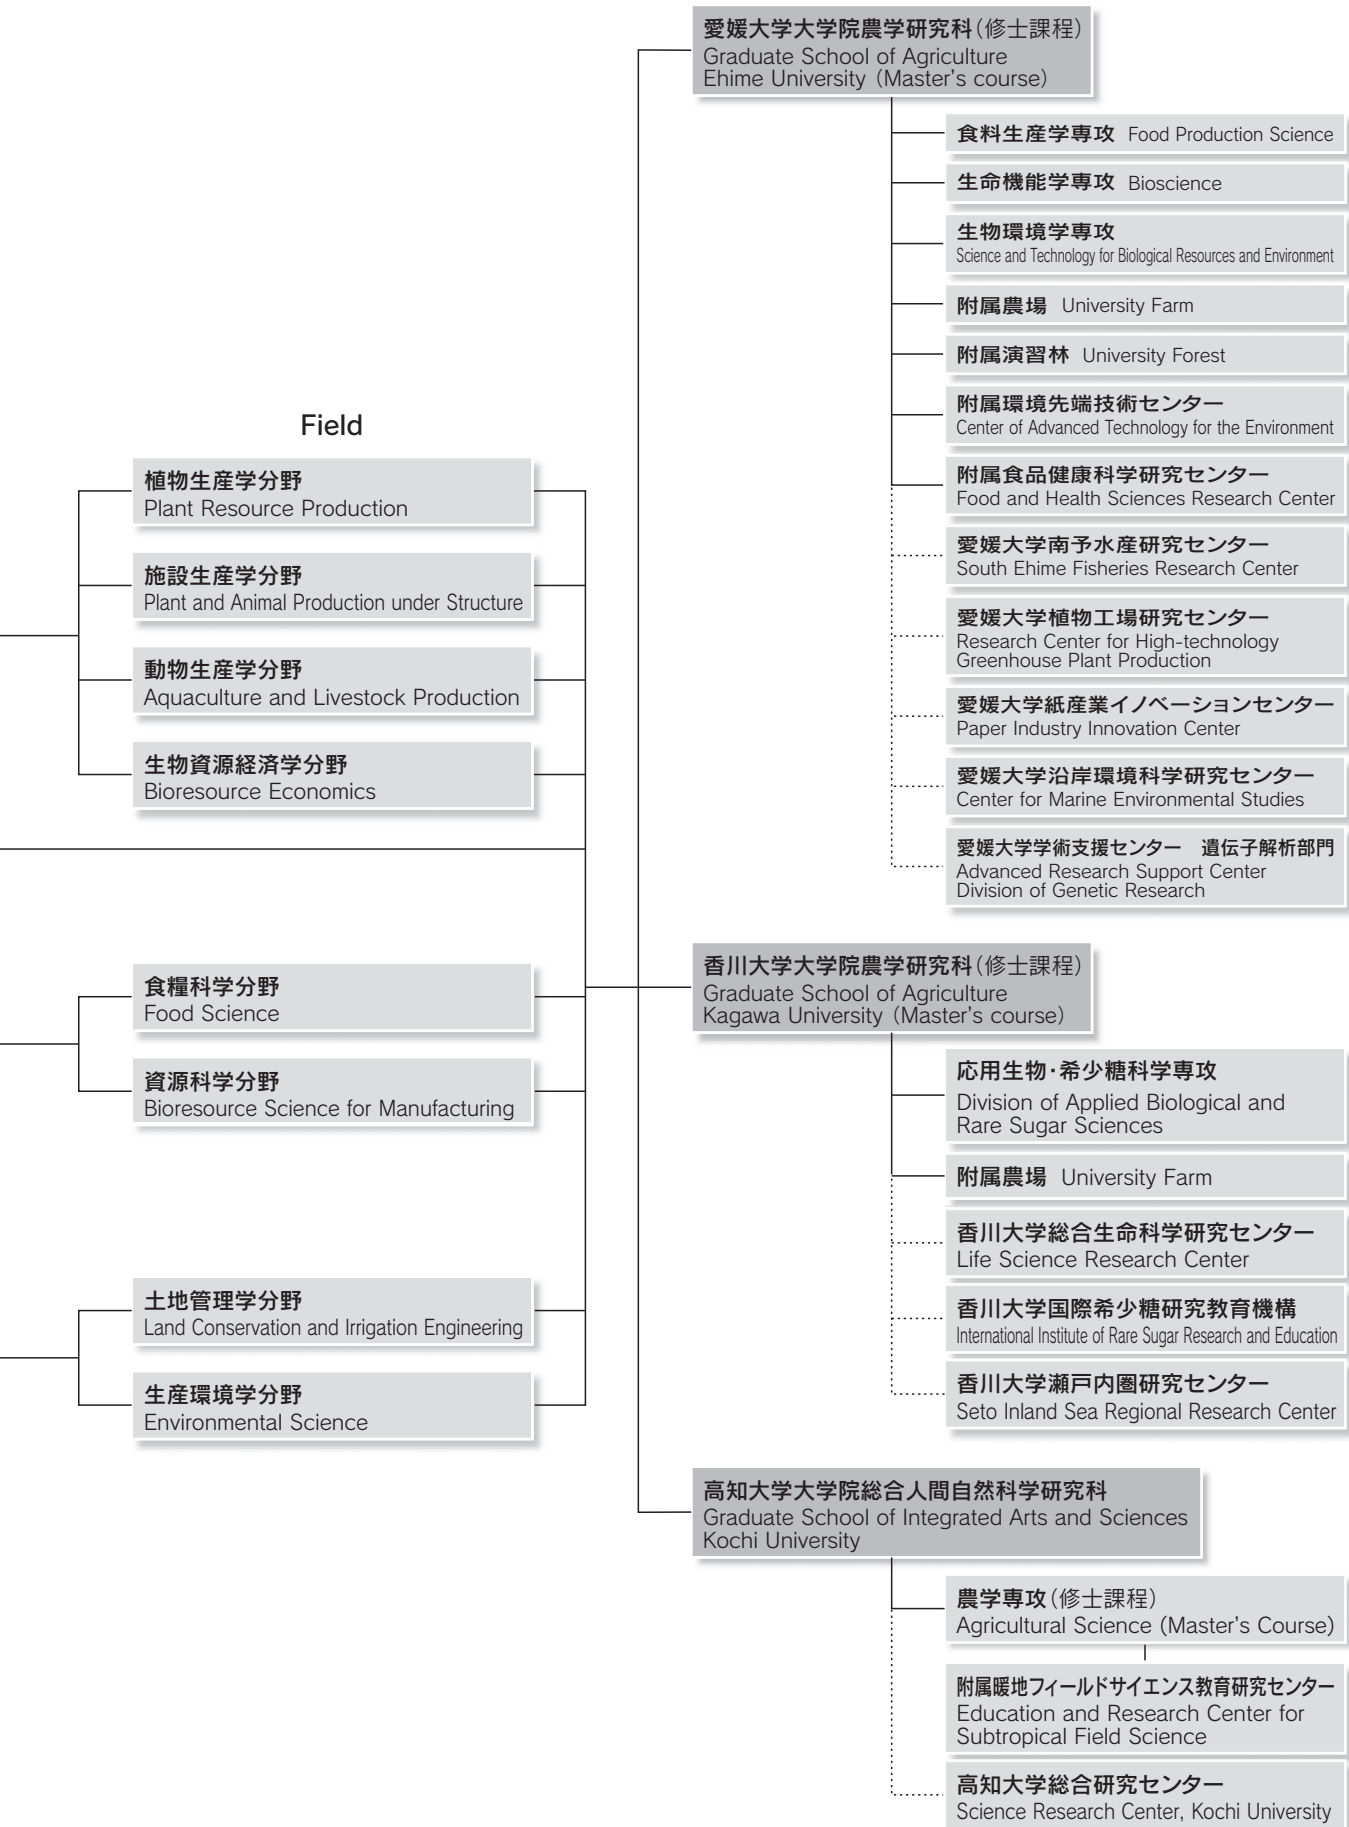 Field
植物生産学分野
Plant Resource Production
施設生産学分野
Plant and Animal Production under Structure
動物生産学分野
Aquaculture and Livestock Production
生物資源経済学分野
Bioresource Economics
食糧科学分野
Food Science
資源科学分野
Bioresource Science for Manufacturing
土地管理学分野
Land Conservation and Irrigation Engineering
生産環境学分野
Environmental Science
愛媛大学大学院農学研究科(修士課程)
Graduate School of Agriculture
Ehime University (Master's course)
食料生産学専攻 Food Production Science
生命機能学専攻 Bioscience
生物環境学専攻
Science and Technology for Biological Resources and Environment
附属農場 University Farm
附属演習林 University Forest
附属環境先端技術センター
Center of Advanced Technology for the Environment
附属食品健康科学研究センター
Food and Health Sciences Research Center
愛媛大学南予水産研究センター
South Ehime Fisheries Research Center
愛媛大学植物工場研究センター
Research Center for High-technology
Greenhouse Plant Production
愛媛大学紙産業イノベーションセンター
Paper Industry Innovation Center
愛媛大学沿岸環境科学研究センター
Center for Marine Environmental Studies
愛媛大学学術支援センター 遺伝子解析部門
Advanced Research Support Center
Division of Genetic Research
香川大学大学院農学研究科(修士課程)
Graduate School of Agriculture
Kagawa University (Master's course)
応用生物・希少糖科学専攻
Division of Applied Biological and
Rare Sugar Sciences
附属農場 University Farm
香川大学総合生命科学研究センター
Life Science Research Center
香川大学国際希少糖研究教育機構
International Institute of Rare Sugar Research and Education
香川大学瀬戸内圏研究センター
Seto Inland Sea Regional Research Center
高知大学大学院総合人間自然科学研究科
Graduate School of Integrated Arts and Sciences
Kochi University
農学専攻(修士課程)
Agricultural Science (Master's Course)
附属暖地フィールドサイエンス教育研究センター
Education and Research Center for
Subtropical Field Science
高知大学総合研究センター
Science Research Center, Kochi University